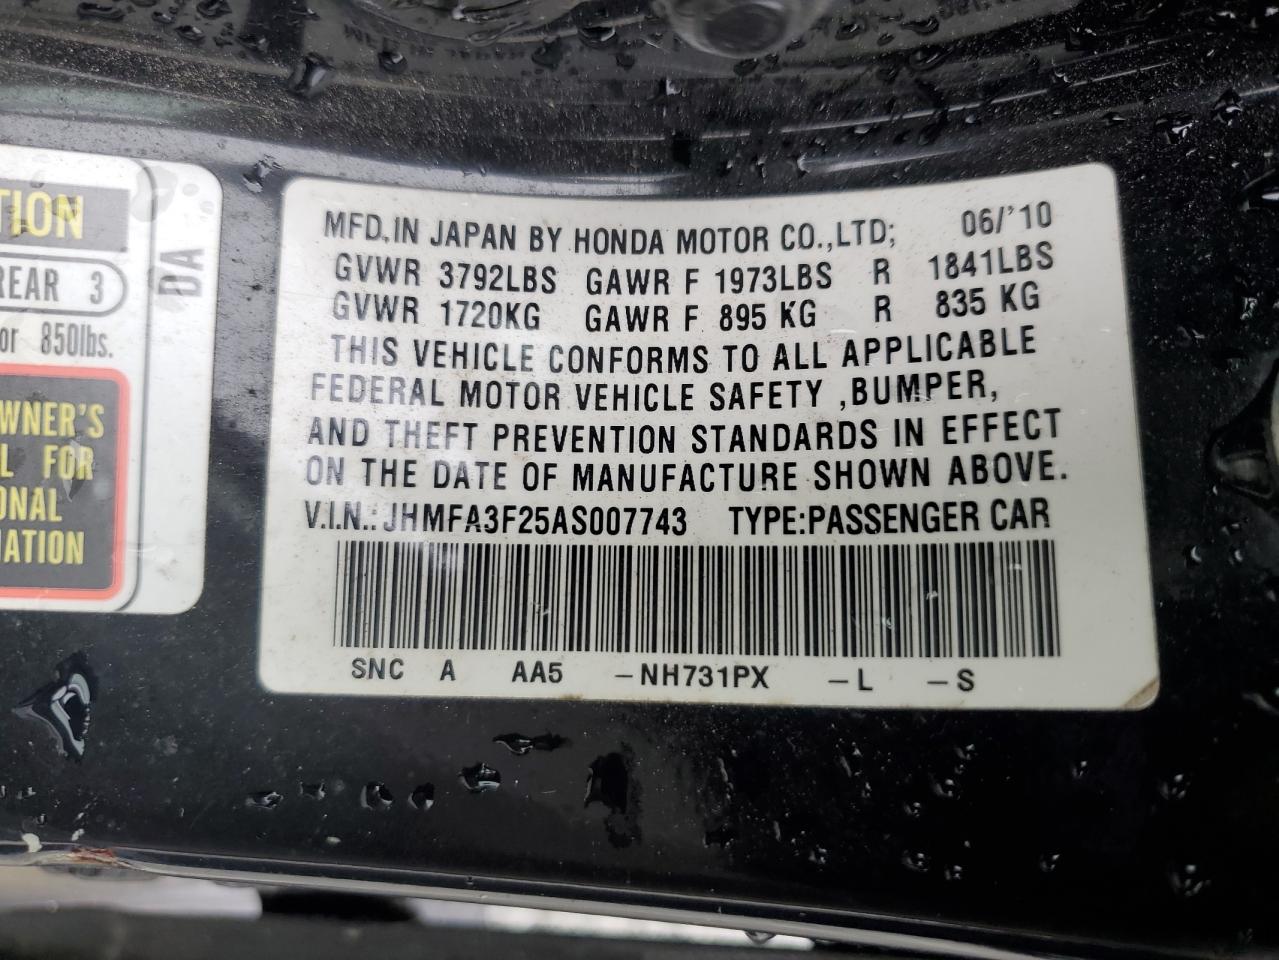 TION
REAR 3
or 850lbs.
WNER'S
L FOR
ONAL
MATION
DA
MFD. IN JAPAN BY HONDA MOTOR CO.,LTD; 06/'10
GVWR 3792LBS GAWR F 1973LBS R 1841LBS
GVWR 1720KG GAWR F 895 KG R 835 KG
THIS VEHICLE CONFORMS TO ALL APPLICABLE
FEDERAL MOTOR VEHICLE SAFETY ,BUMPER,
AND THEFT PREVENTION STANDARDS IN EFFECT
ON THE DATE OF MANUFACTURE SHOWN ABOVE.
V.I.N.: JHMFA3F25AS007743 TYPE:PASSENGER CAR
SNC A AA5 -NH731PX -L -S